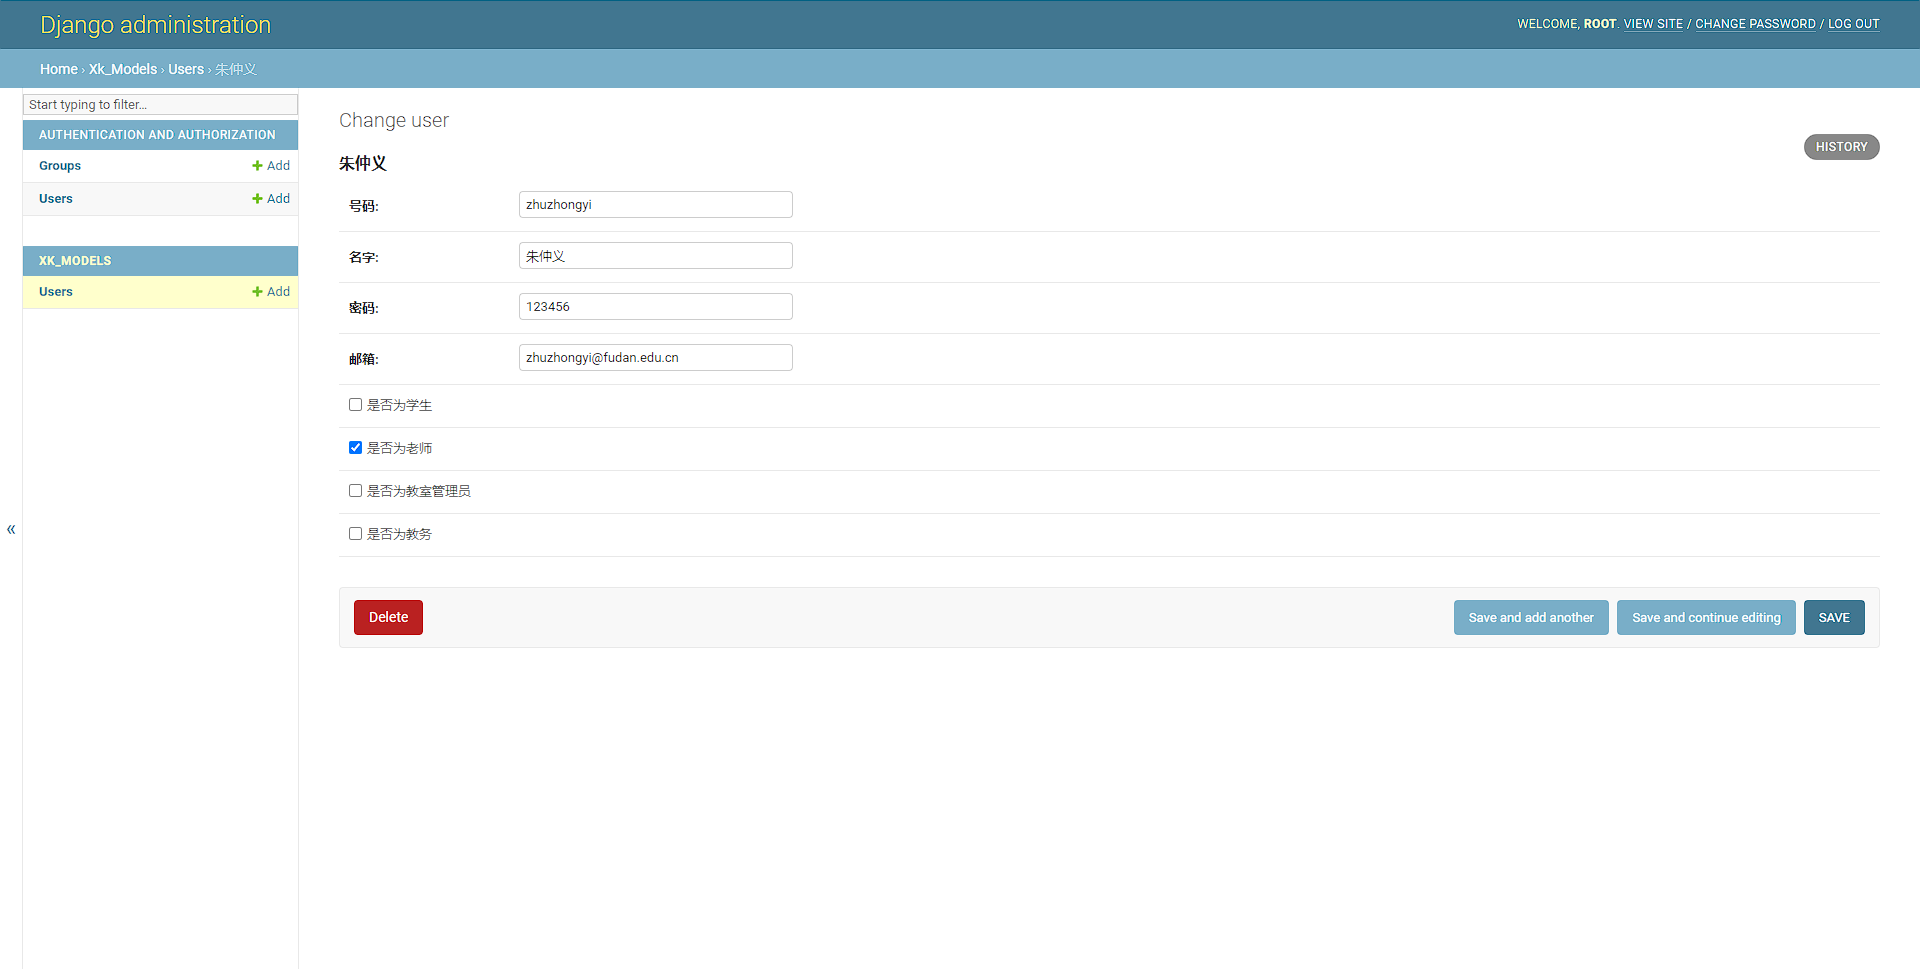 Django administration
WELCOME, ROOT. VIEW SITE / CHANGE PASSWORD / LOG OUT
Home › Xk_Models › Users › 朱仲义
Start typing to filter...
AUTHENTICATION AND AUTHORIZATION
Groups
Add
Users
Add
XK_MODELS
Users
Add
«
Change user
HISTORY
朱仲义
号码:
zhuzhongyi
名字:
朱仲义
密码:
123456
邮箱:
zhuzhongyi@fudan.edu.cn
是否为学生
是否为老师
是否为教室管理员
是否为教务
Delete
Save and add another
Save and continue editing
SAVE